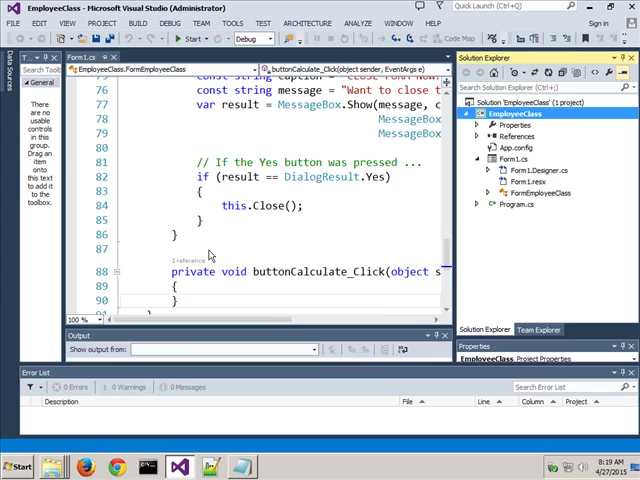 EmployeeClass - Microsoft Visual Studio (Administrator)
Quick Launch (Ctrl+Q)
FILE EDIT VIEW PROJECT BUILD DEBUG TEAM TOOLS TEST ARCHITECTURE ANALYZE WINDOW HELP Sign in
Start Debug
T...
Form1.cs
Solution Explorer
Data Sources
Search Toolbo
EmployeeClass.FormEmployeeClass
buttonCalculate_Click(object sender, EventArgs e)
General
There are no usable controls in this group. Drag an item onto this text to add it to the toolbox.
76 const string message = "Want to close t
77 var result = MessageBox.Show(message, c
78 MessageBox
79 MessageBox
80
81 // If the Yes button was pressed ...
82 if (result == DialogResult.Yes)
83 {
84 this.Close();
85 }
86 }
87
1 reference
88 private void buttonCalculate_Click(object s
89 {
90 }
91 }
100 %
Search Solution Explorer (Ctrl+;)
Solution 'EmployeeClass' (1 project)
EmployeeClass
Properties
References
App.config
Form1.cs
Form1.Designer.cs
Form1.resx
FormEmployeeClass
Program.cs
Solution Explorer Team Explorer
Output
Show output from:
Properties
EmployeeClass Project Properties
Error List
0 Errors 0 Warnings 0 Messages
Search Error List
Description File Line Column Project
Start
8:19 AM
4/27/2015